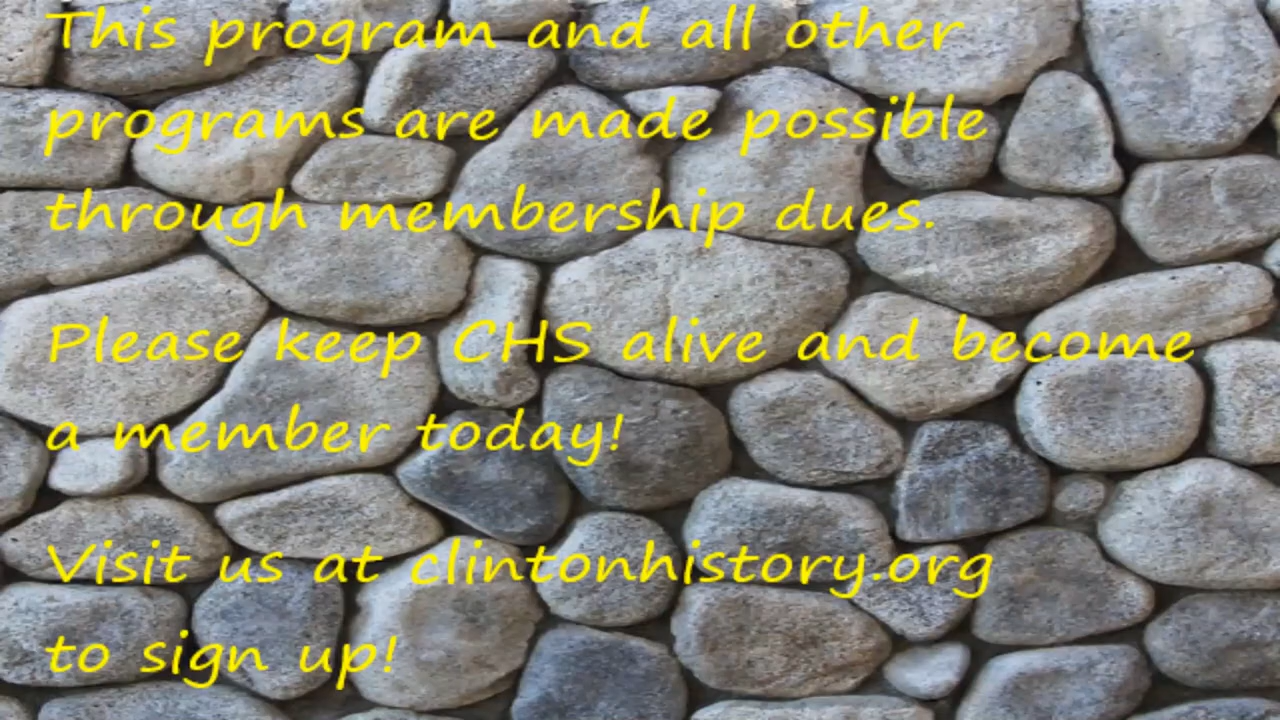 This program and all other
programs are made possible
through membership dues.
Please keep CHS alive and become
a member today!
Visit us at clintonhistory.org
to sign up!